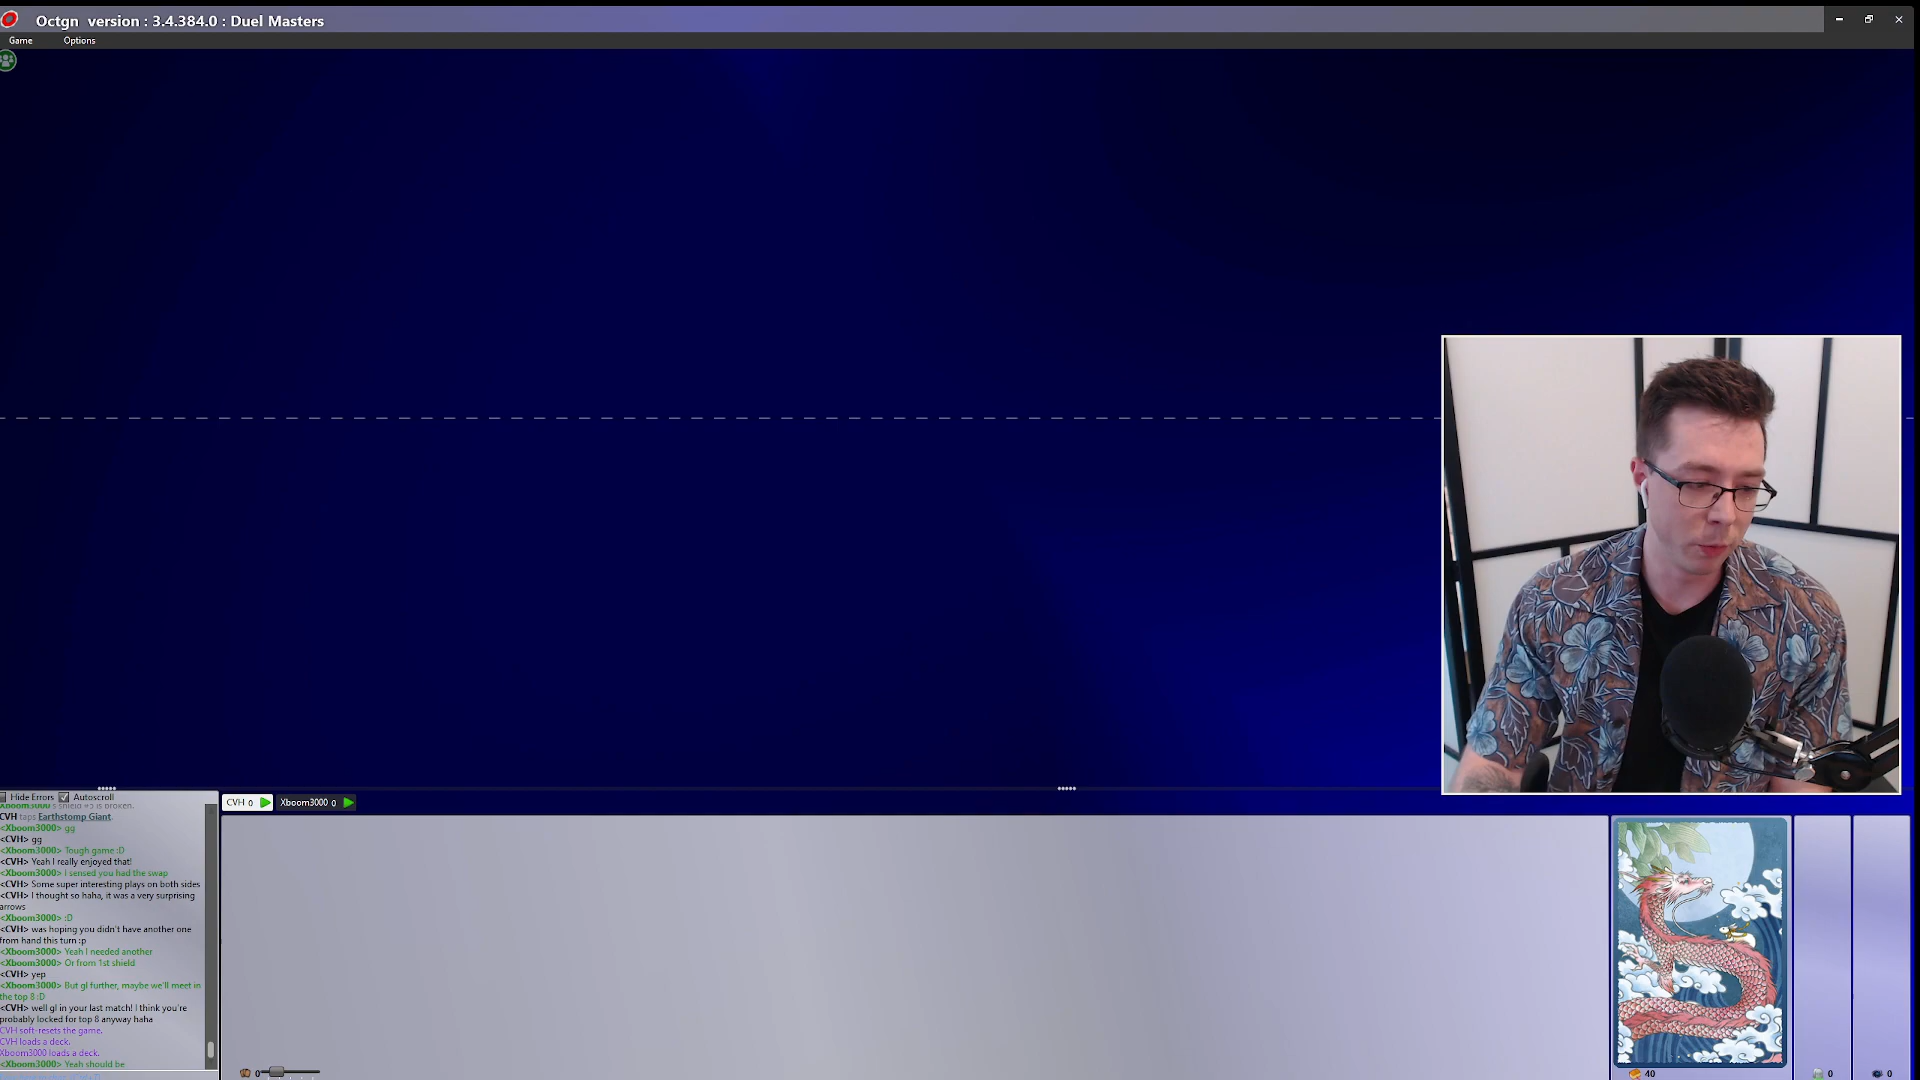 Octgn version : 3.4.384.0 : Duel Masters
Game Options
Hide Errors Autoscroll
Xboom3000's shield #5 is broken.
CVH taps Earthstomp Giant.
<Xboom3000> gg
<CVH> gg
<Xboom3000> Tough game :D
<CVH> Yeah I really enjoyed that!
<Xboom3000> I sensed you had the swap
<CVH> Some super interesting plays on both sides
<CVH> I thought so haha, it was a very surprising
arrows
<Xboom3000> :D
<CVH> was hoping you didn't have another one
from hand this turn :p
<Xboom3000> Yeah I needed another
<Xboom3000> Or from 1st shield
<CVH> yep
<Xboom3000> But gl further, maybe we'll meet in
the top 8 :D
<CVH> well gl in your last match! I think you're
probably locked for top 8 anyway haha
CVH soft-resets the game.
CVH loads a deck.
Xboom3000 loads a deck.
<Xboom3000> Yeah should be
CVH 0 Xboom3000 0
0
40
0
0